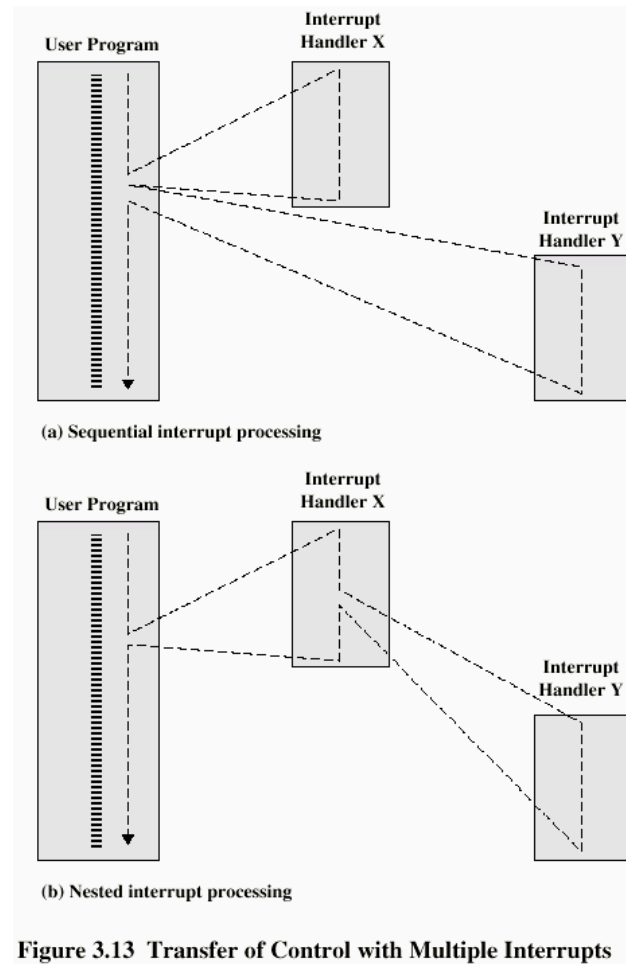 User Program
Interrupt
Handler X
Interrupt
Handler Y
(a) Sequential interrupt processing
User Program
Interrupt
Handler X
Interrupt
Handler Y
(b) Nested interrupt processing
Figure 3.13 Transfer of Control with Multiple Interrupts